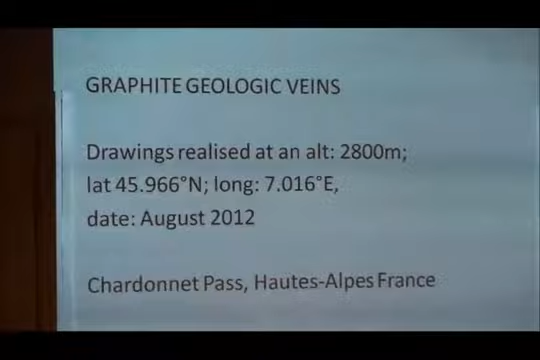 GRAPHITE GEOLOGIC VEINS
Drawings realised at an alt: 2800m;
lat 45.966°N; long: 7.016°E,
date: August 2012
Chardonnet Pass, Hautes-Alpes France